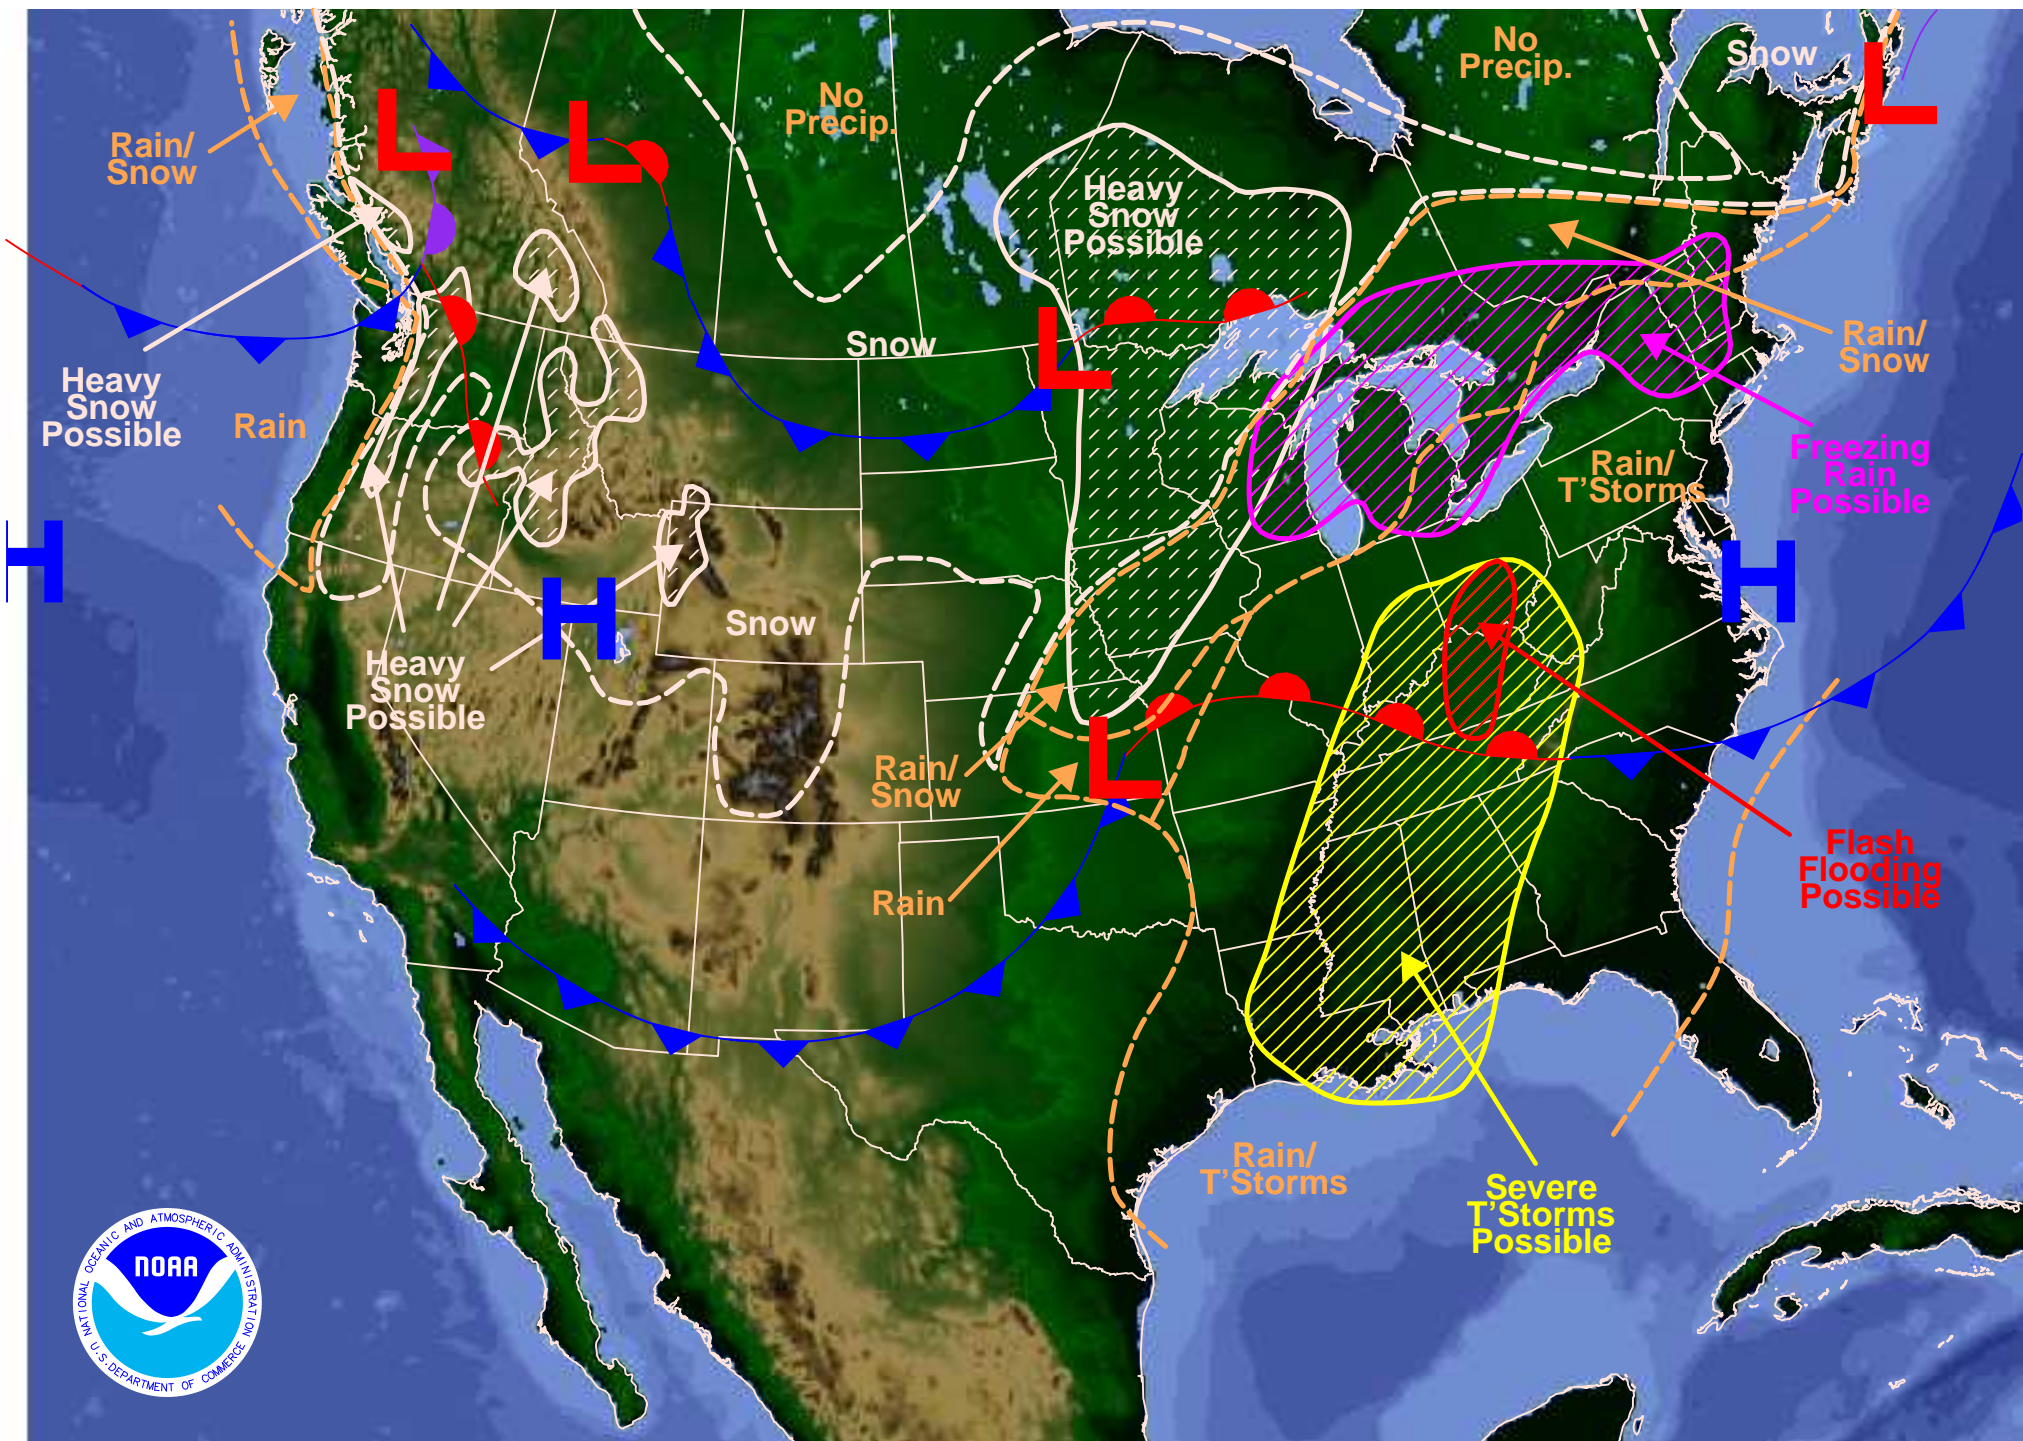 No
Precip.
Snow
L
No
Precip.
L
L
Rain/
Snow
Heavy
Snow
Possible
L
Snow
Rain/
Snow
Heavy
Snow
Possible
Rain
Freezing
Rain
Possible
Rain/
T'Storms
H
H
H
Snow
Heavy
Snow
Possible
L
Rain/
Snow
Rain
Flash
Flooding
Possible
Rain/
T'Storms
Severe
T'Storms
Possible
NATIONAL OCEANIC AND ATMOSPHERIC ADMINISTRATION
NOAA
U.S. DEPARTMENT OF COMMERCE